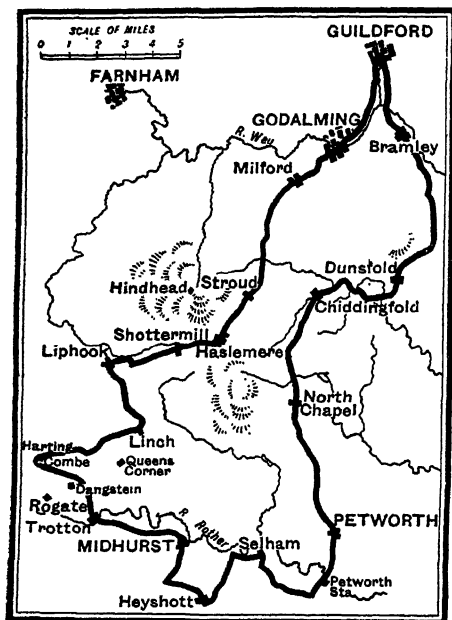 SCALE OF MILES
0 1 2 3 4 5
GUILDFORD
FARNHAM
GODALMING
R. Wey
Bramley
Milford
Dunsfold
Hindhead
Stroud
Chiddingfold
Shottermill
Liphook
Haslemere
North
Chapel
Linch
Harting
Combe
Queens
Corner
Dangstein
Rogate
Trotton
R. Rother
PETWORTH
MIDHURST
Selham
Petworth
Sta.
Heyshott